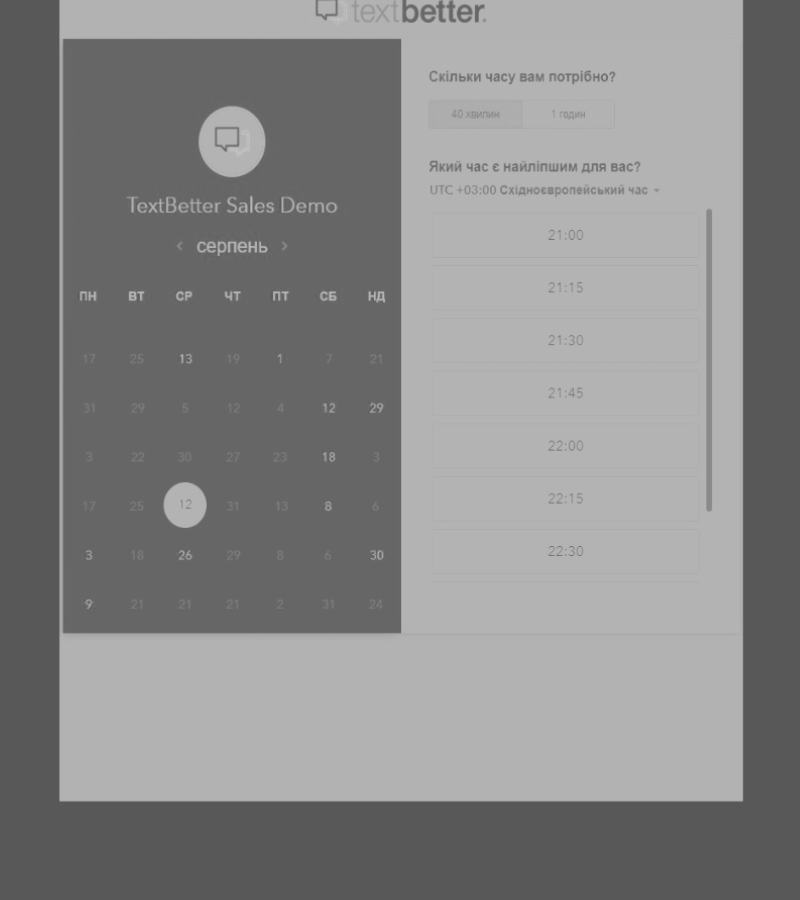 textbetter.
TextBetter Sales Demo
серпень
ПН ВТ СР ЧТ ПТ СБ НД
17 25 13 19 1 7 21
31 29 5 12 4 12 29
3 22 30 27 23 18 3
17 25 12 31 13 8 6
3 18 26 29 8 6 30
9 21 21 21 2 31 24
Скільки часу вам потрібно?
40 хвилин 1 годин
Який час є найліпшим для вас?
UTC +03:00 Східноєвропейський час
21:00
21:15
21:30
21:45
22:00
22:15
22:30